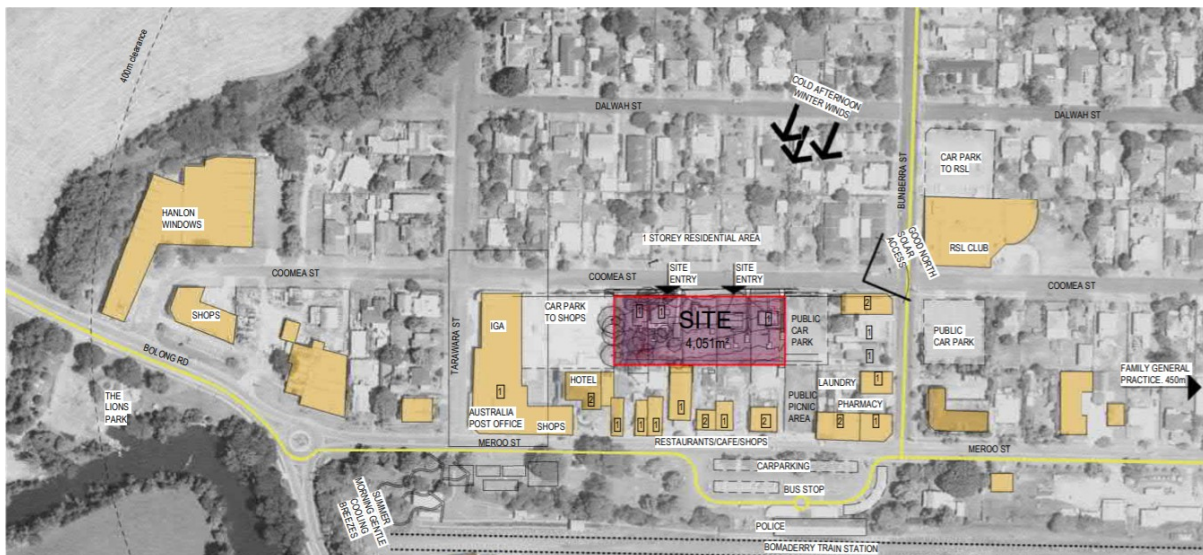 400m clearance
DALWAH ST
DALWAH ST
COLD AFTERNOON
WINTER WINDS
BUNBERRA ST
CAR PARK
TO RSL
HANLON
WINDOWS
1 STOREY RESIDENTIAL AREA
GOOD NORTH
SOLAR
ACCESS
RSL CLUB
COOMEA ST
COOMEA ST
SITE
ENTRY
SITE
ENTRY
COOMEA ST
SHOPS
IGA
CAR PARK
TO SHOPS
1
1
SITE
4,051m²
1
PUBLIC
CAR
PARK
2
1
1
PUBLIC
CAR PARK
BOLONG RD
TARAWARA ST
FAMILY GENERAL
PRACTICE. 450m
HOTEL
2
1
LAUNDRY
1
THE
LIONS
PARK
1
AUSTRALIA
POST OFFICE
SHOPS
1
1
1
2
1
2
PUBLIC
PICNIC
AREA
PHARMACY
2
1
MEROO ST
RESTAURANTS/CAFE/SHOPS
MEROO ST
CARPARKING
BUS STOP
SUMMER
MORNING GENTLE
COOLING
BREEZES
POLICE
BOMADERRY TRAIN STATION